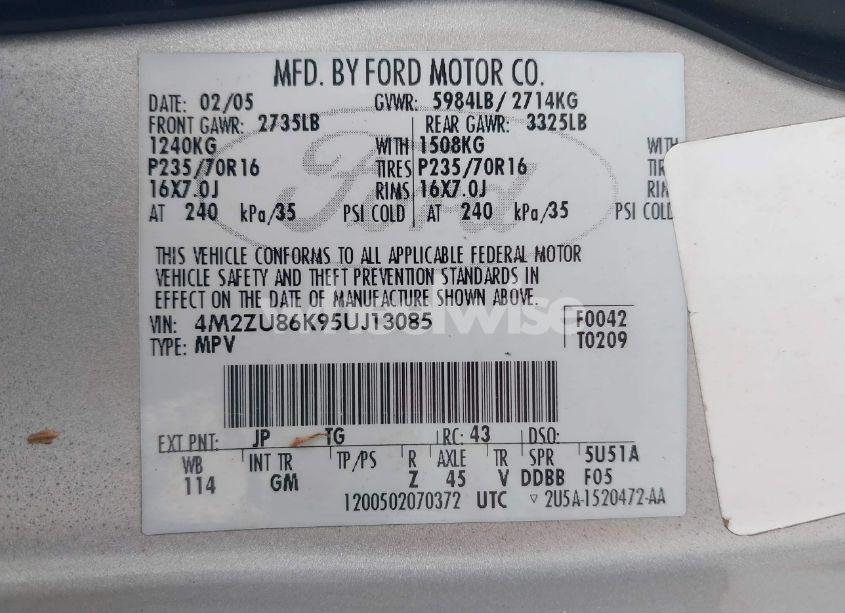 MFD. BY FORD MOTOR CO.
DATE: 02/05 GVWR: 5984LB/ 2714KG
FRONT GAWR: 2735LB REAR GAWR: 3325LB
1240KG WITH 1508KG WITH
P235/70R16 TIRES P235/70R16
16X7.0J RIMS 16X7.0J
AT 240 kPa/35 PSI COLD AT 240 kPa/35 PSI COLD
Ford
THIS VEHICLE CONFORMS TO ALL APPLICABLE FEDERAL MOTOR
VEHICLE SAFETY AND THEFT PREVENTION STANDARDS IN
EFFECT ON THE DATE OF MANUFACTURE SHOWN ABOVE.
VIN: 4M2ZU86K95UJ13085 F0042
TYPE: MPV T0209
EXT PNT: JP TG RC: 43 DSO:
WB INT TR TP/PS R AXLE TR SPR 5U51A
114 GM Z 45 V DDBB F05
1200502070372 UTC ▽ 2U5A-1520472-AA